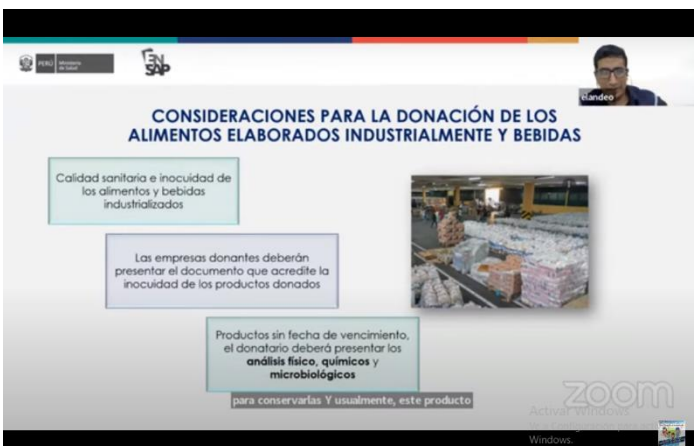 PERÚ
Ministerio
de Salud
EN
SAP
elandeo
CONSIDERACIONES PARA LA DONACIÓN DE LOS
ALIMENTOS ELABORADOS INDUSTRIALMENTE Y BEBIDAS
Calidad sanitaria e inocuidad de
los alimentos y bebidas
industrializados
Las empresas donantes deberán
presentar el documento que acredite la
inocuidad de los productos donados
Productos sin fecha de vencimiento,
el donatario deberá presentar los
análisis físico, químicos y
microbiológicos
para conservarlas Y usualmente, este producto
zoom
Activar Windows
Windows.